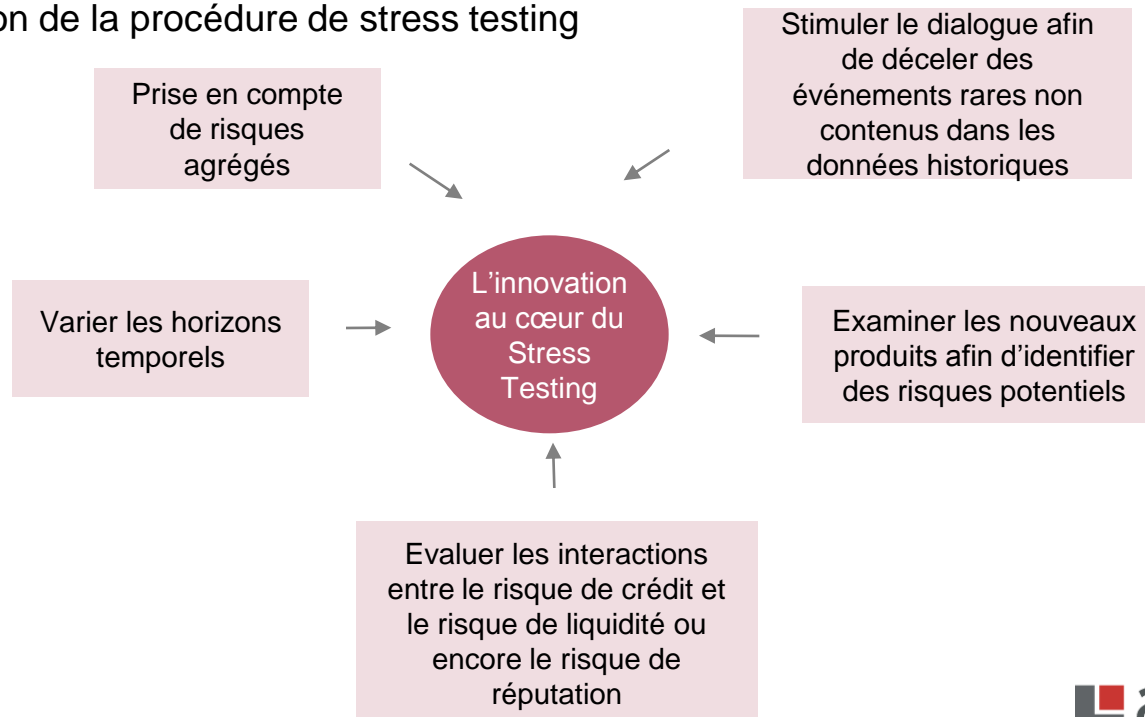 on de la procédure de stress testing
Prise en compte
de risques
agrégés
Stimuler le dialogue afin
de déceler des
événements rares non
contenus dans les
données historiques
Varier les horizons
temporels
L’innovation
au cœur du
Stress
Testing
Examiner les nouveaux
produits afin d’identifier
des risques potentiels
Evaluer les interactions
entre le risque de crédit et
le risque de liquidité ou
encore le risque de
réputation